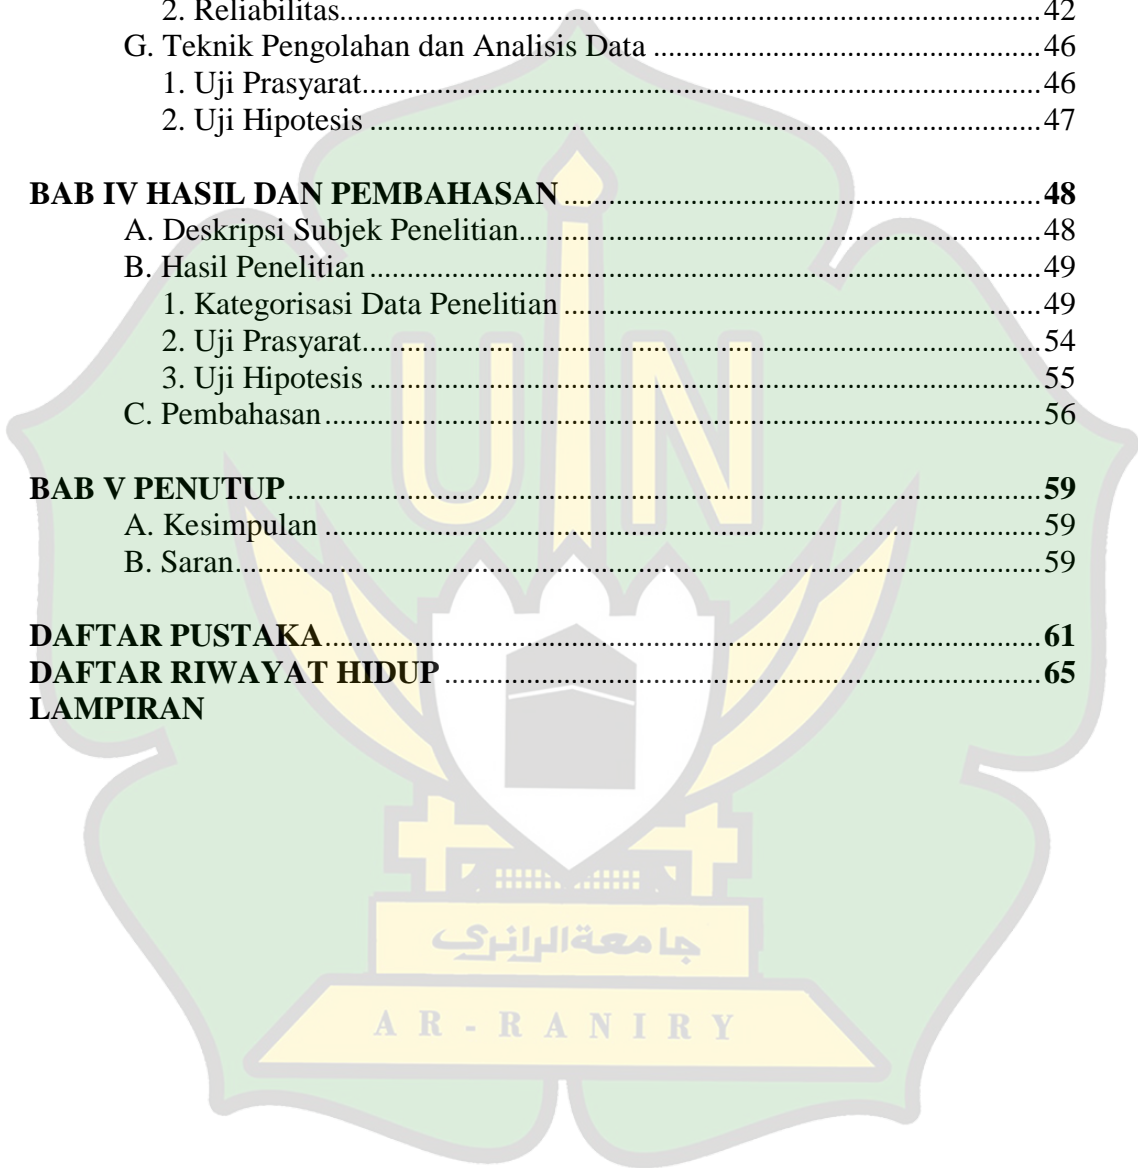 2. Reliabilitas....................................................................................42
G. Teknik Pengolahan dan Analisis Data ................................................46
1. Uji Prasyarat.....................................................................................46
2. Uji Hipotesis ....................................................................................47
BAB IV HASIL DAN PEMBAHASAN ...........................................................48
A. Deskripsi Subjek Penelitian.................................................................48
B. Hasil Penelitian ....................................................................................49
1. Kategorisasi Data Penelitian ............................................................49
2. Uji Prasyarat.....................................................................................54
3. Uji Hipotesis ....................................................................................55
C. Pembahasan..........................................................................................56
BAB V PENUTUP..............................................................................................59
A. Kesimpulan ..........................................................................................59
B. Saran.....................................................................................................59
DAFTAR PUSTAKA.........................................................................................61
DAFTAR RIWAYAT HIDUP ..........................................................................65
LAMPIRAN
UIN
جامعةالرانري
AR-RANIRY